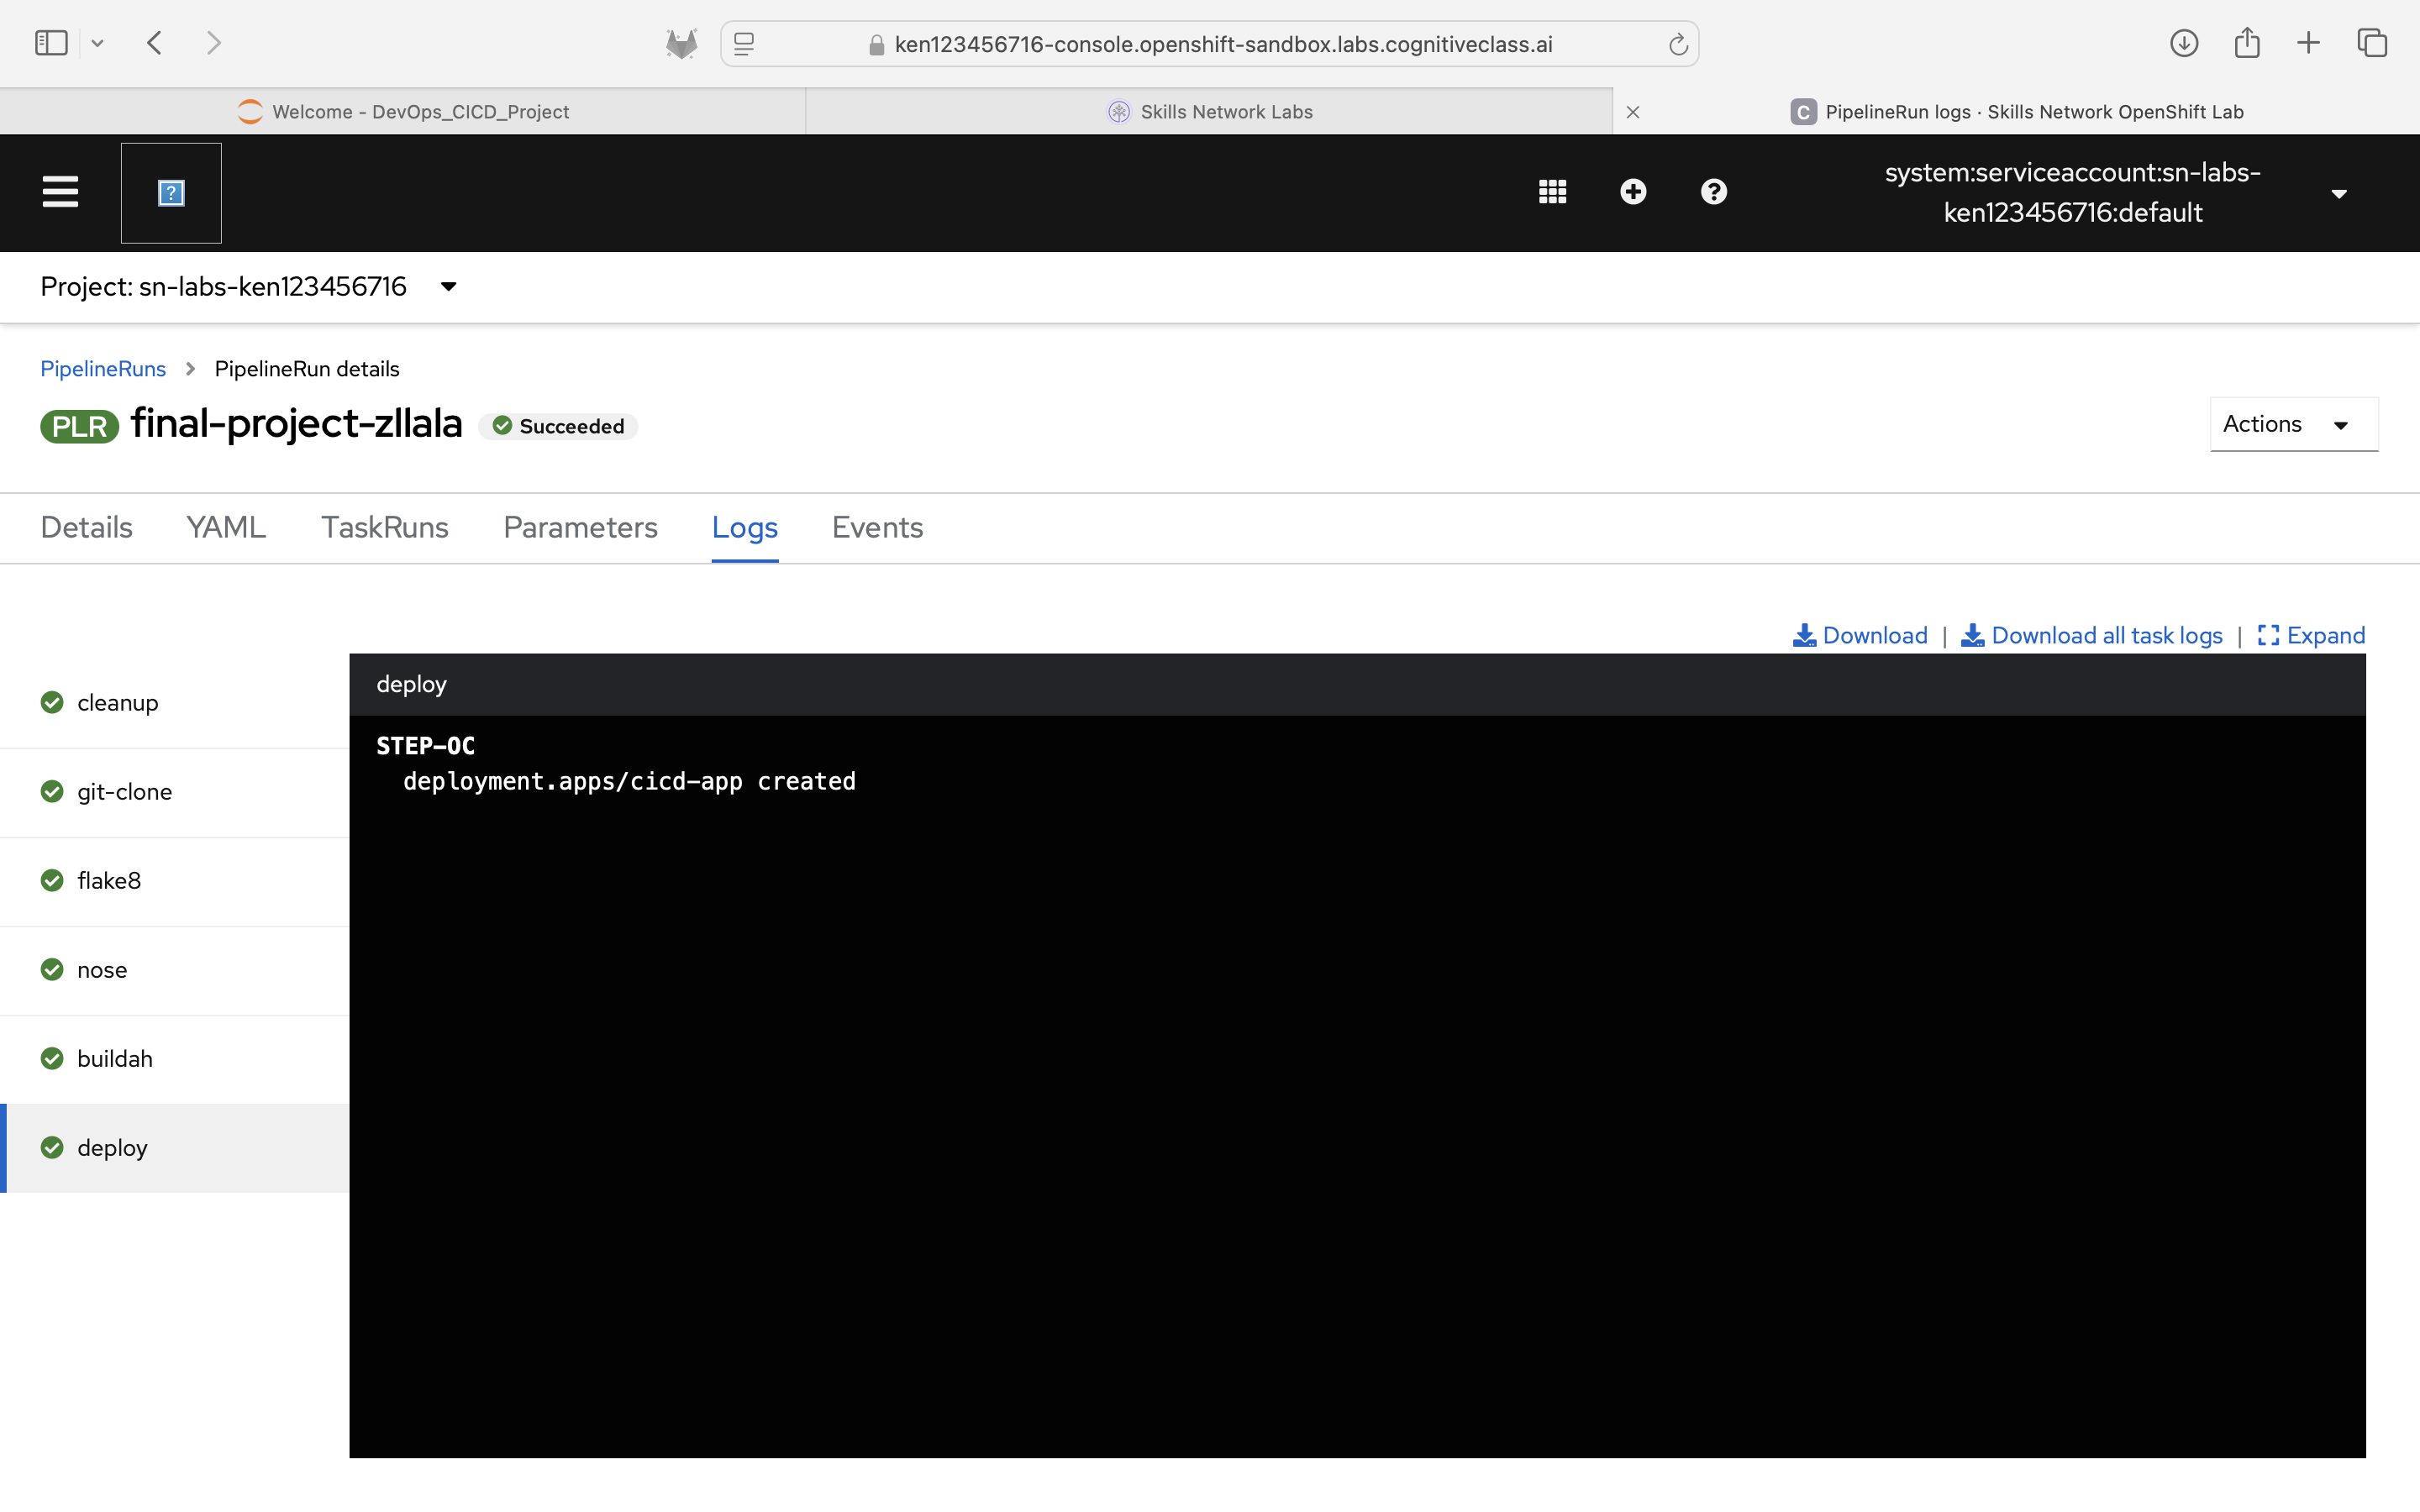 ken123456716-console.openshift-sandbox.labs.cognitiveclass.ai
Welcome - DevOps_CICD_Project
Skills Network Labs
C PipelineRun logs · Skills Network OpenShift Lab
system:serviceaccount:sn-labs-
ken123456716:default
Project: sn-labs-ken123456716
PipelineRuns > PipelineRun details
PLR final-project-zllala Succeeded
Actions
Details YAML TaskRuns Parameters Logs Events
Download | Download all task logs | Expand
cleanup
git-clone
flake8
nose
buildah
deploy
deploy
STEP-OC
deployment.apps/cicd-app created